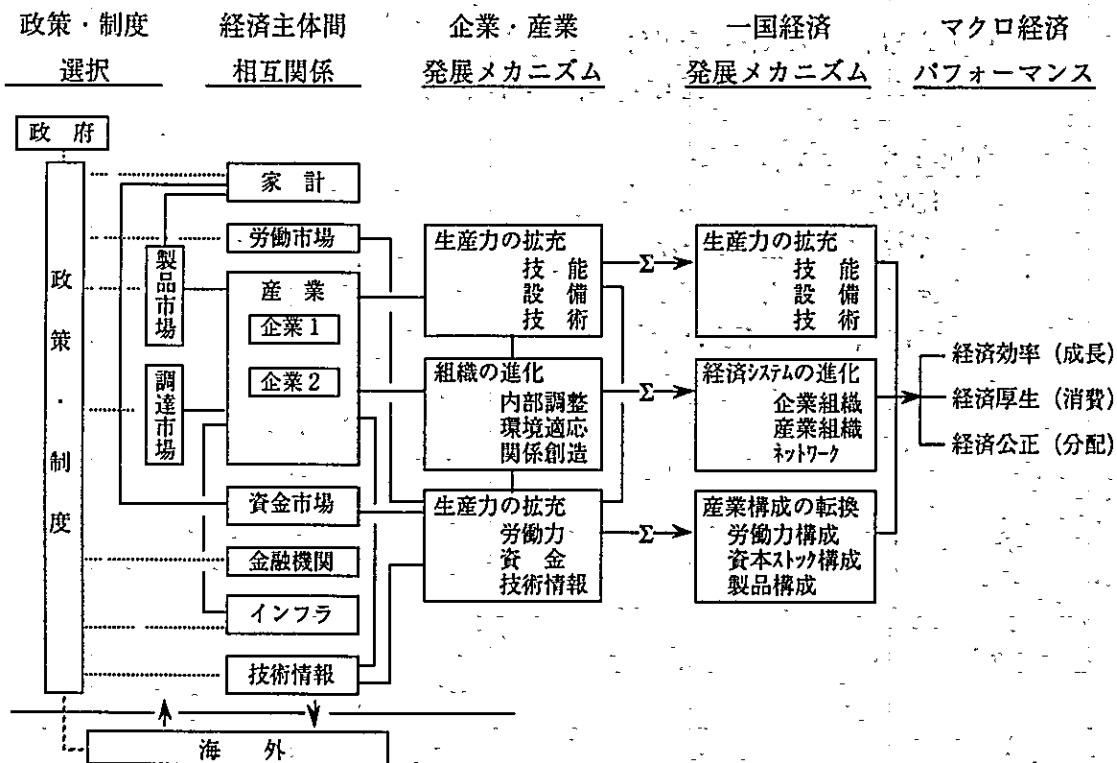 政策・制度
選択
経済主体間
相互関係
企業・産業
発展メカニズム
一国経済
発展メカニズム
マクロ経済
パフォーマンス
政 府
政策・制度
家 計
労働市場
製品市場
産 業
企業1
企業2
調達市場
資金市場
金融機関
インフラ
技術情報
海 外
生産力の拡充
技 能
設 備
技 術
組織の進化
内部調整
環境適応
関係創造
生産力の拡充
労働力
資 金
技術情報
Σ
Σ
Σ
生産力の拡充
技 能
設 備
技 術
経済システムの進化
企業組織
産業組織
ネットワーク
産業構成の転換
労働力構成
資本ストック構成
製品構成
経済効率(成長)
経済厚生(消費)
経済公正(分配)